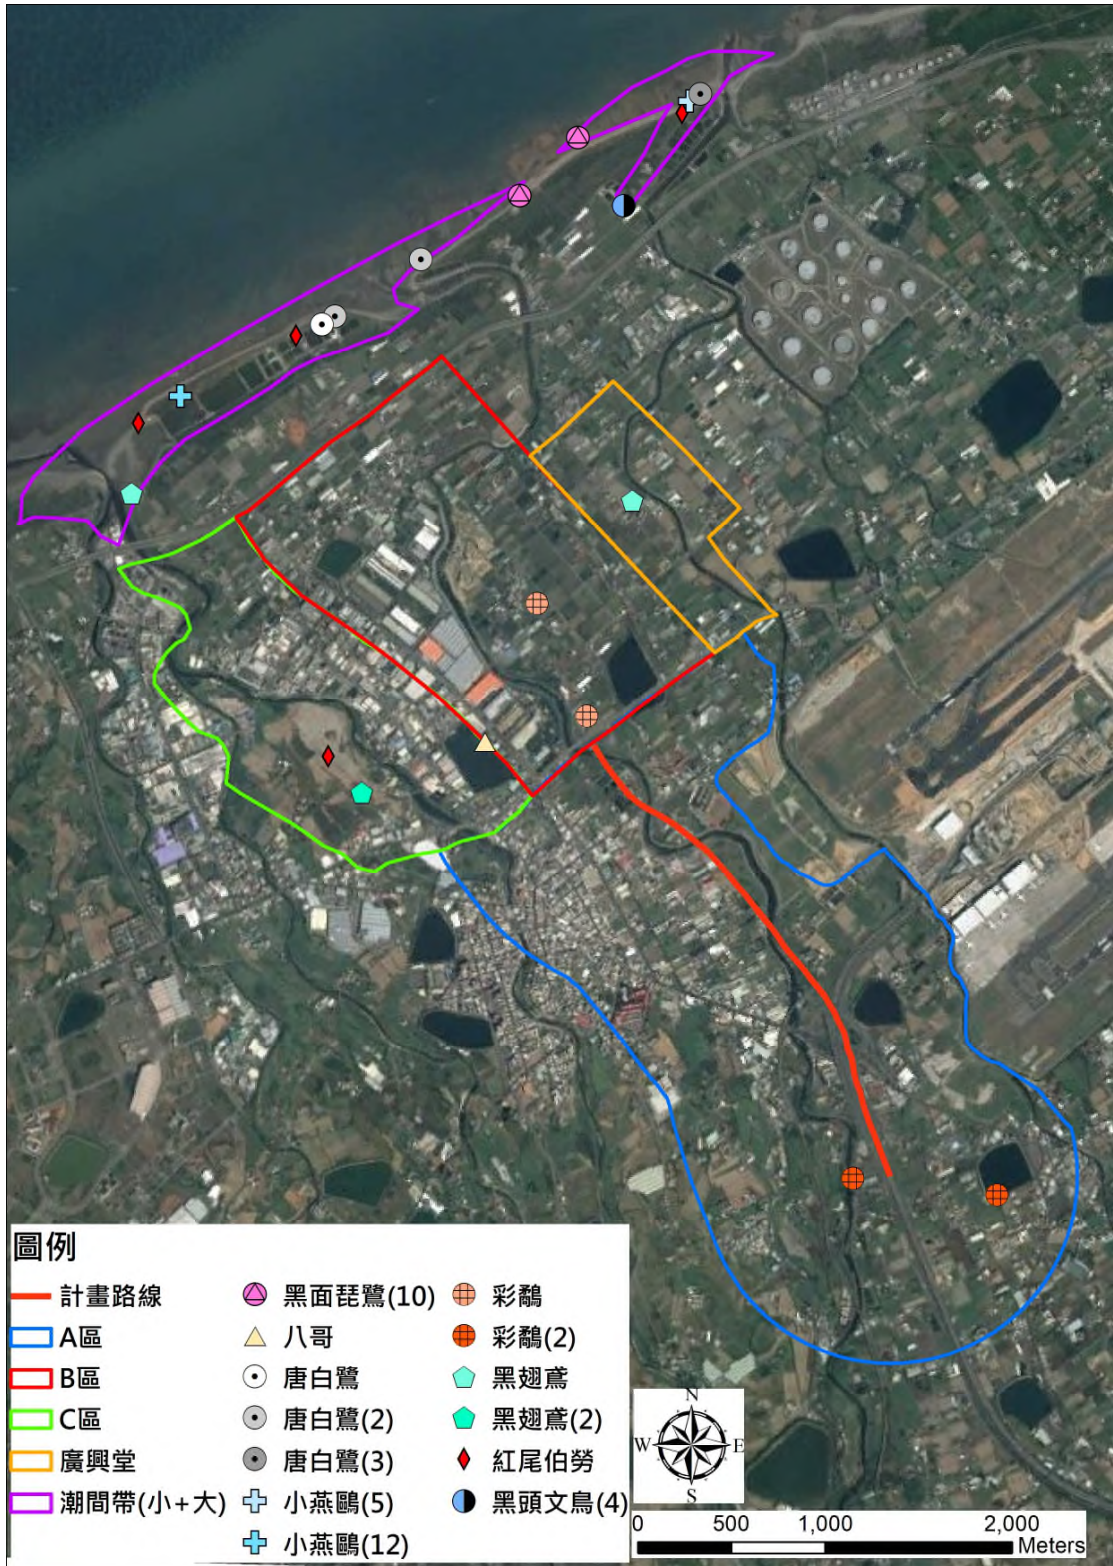 圖例
計畫路線
A區
B區
C區
廣興堂
潮間帶(小+大)
黑面琵鷺(10)
八哥
唐白鷺
唐白鷺(2)
唐白鷺(3)
小燕鷗(5)
小燕鷗(12)
彩鷸
彩鷸(2)
黑翅鳶
黑翅鳶(2)
紅尾伯勞
黑頭文鳥(4)
N
W E
S
0 500 1,000 2,000
Meters